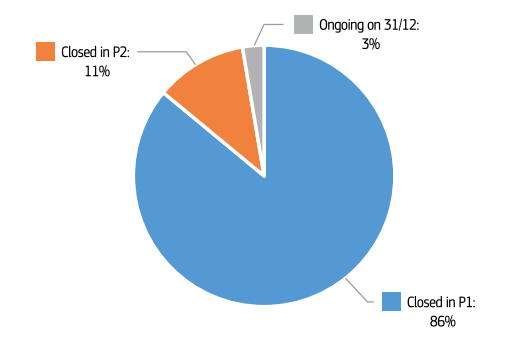 Ongoing on 31/12:
3%
Closed in P2:
11%
Closed in P1:
86%